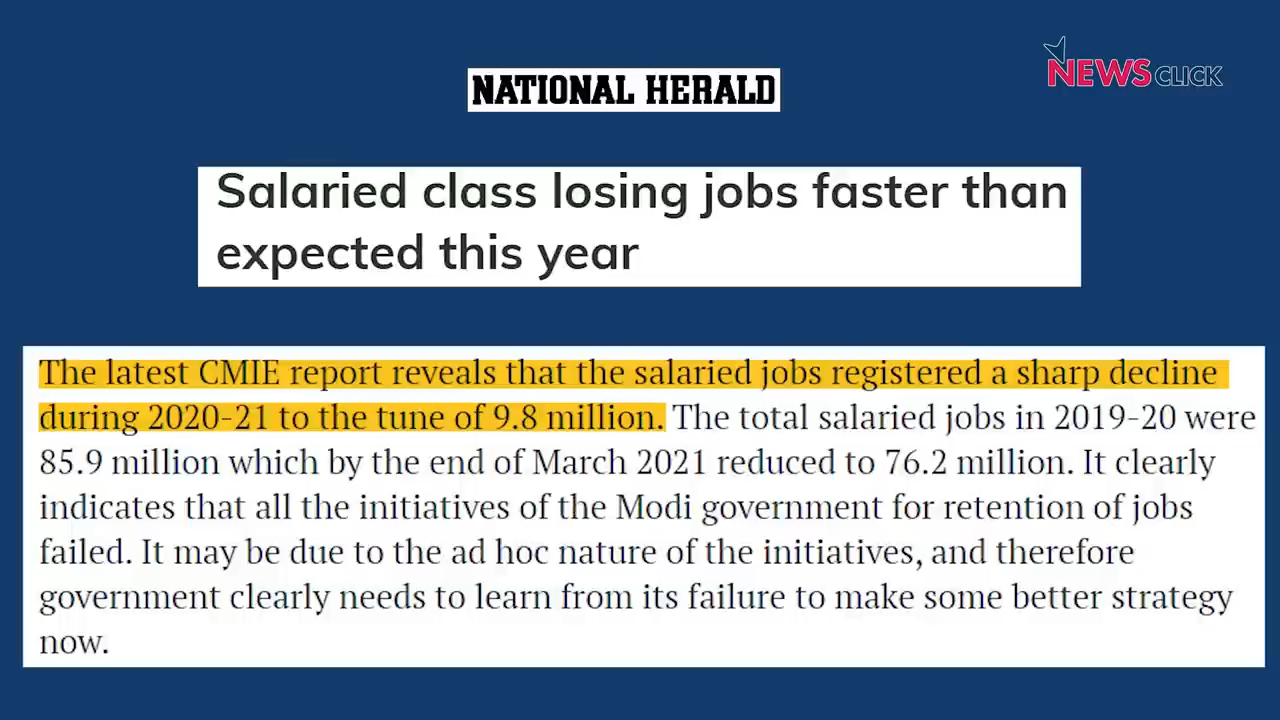 NATIONAL HERALD
NEWSCLICK
Salaried class losing jobs faster than
expected this year
The latest CMIE report reveals that the salaried jobs registered a sharp decline
during 2020-21 to the tune of 9.8 million. The total salaried jobs in 2019-20 were
85.9 million which by the end of March 2021 reduced to 76.2 million. It clearly
indicates that all the initiatives of the Modi government for retention of jobs
failed. It may be due to the ad hoc nature of the initiatives, and therefore
government clearly needs to learn from its failure to make some better strategy
now.